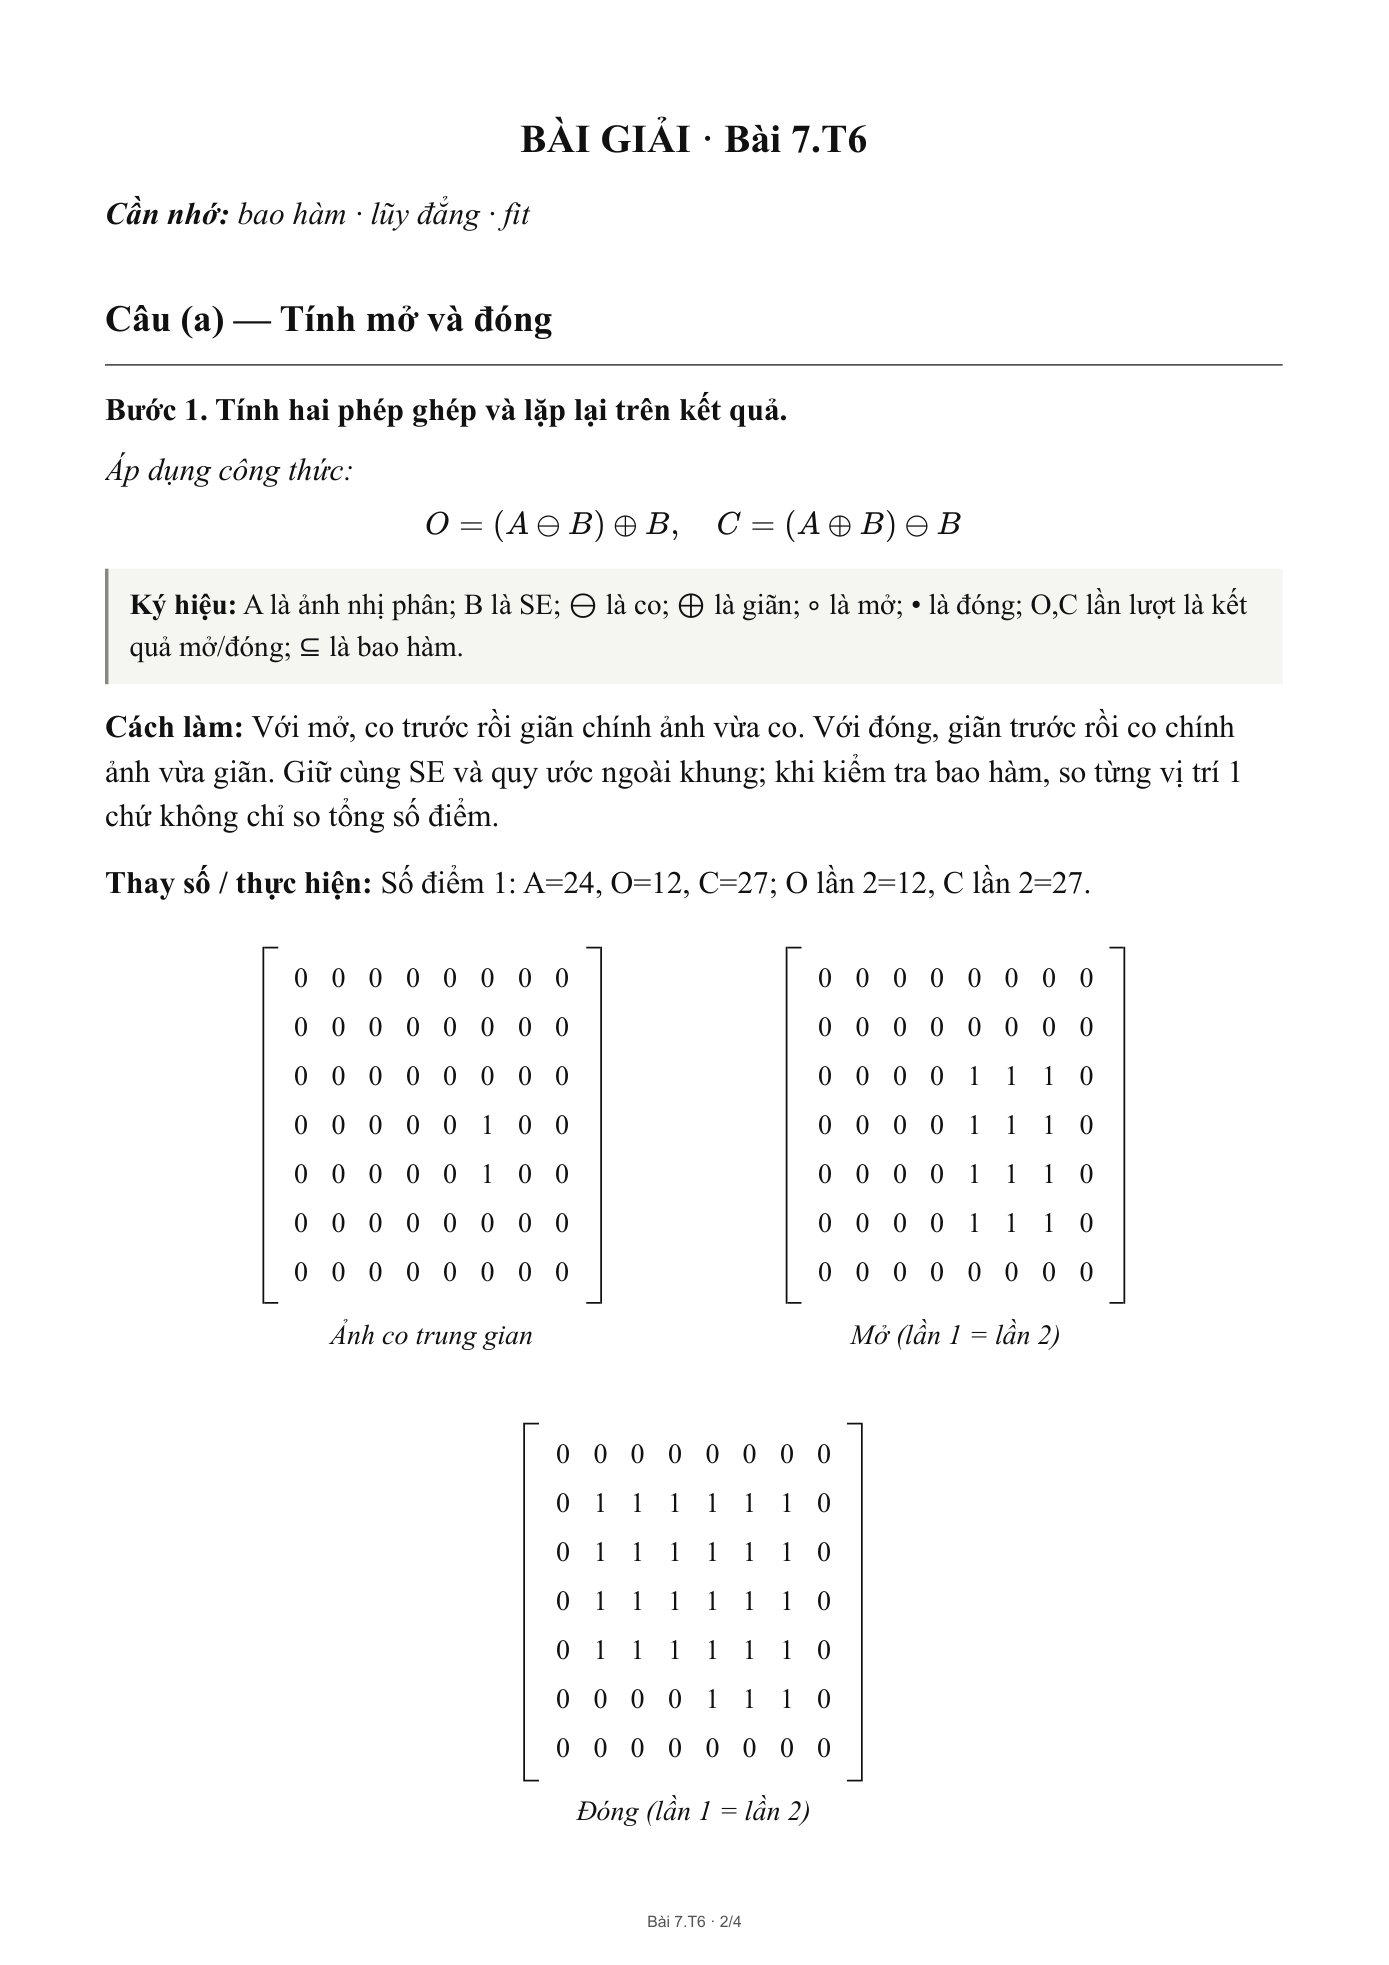 BÀI GIẢI · Bài 7.T6
Cần nhớ: bao hàm · lũy đẳng · fit
Câu (a) — Tính mở và đóng
Bước 1. Tính hai phép ghép và lặp lại trên kết quả.
Áp dụng công thức:
O = (A ⊖ B) ⊕ B, C = (A ⊕ B) ⊖ B
Ký hiệu: A là ảnh nhị phân; B là SE; ⊖ là co; ⊕ là giãn; ∘ là mở; • là đóng; O,C lần lượt là kết
quả mở/đóng; ⊆ là bao hàm.
Cách làm: Với mở, co trước rồi giãn chính ảnh vừa co. Với đóng, giãn trước rồi co chính
ảnh vừa giãn. Giữ cùng SE và quy ước ngoài khung; khi kiểm tra bao hàm, so từng vị trí 1
chứ không chỉ so tổng số điểm.
Thay số / thực hiện: Số điểm 1: A=24, O=12, C=27; O lần 2=12, C lần 2=27.
0 0 0 0 0 0 0 0
0 0 0 0 0 0 0 0
0 0 0 0 0 0 0 0
0 0 0 0 0 1 0 0
0 0 0 0 0 1 0 0
0 0 0 0 0 0 0 0
0 0 0 0 0 0 0 0
Ảnh co trung gian
0 0 0 0 0 0 0 0
0 0 0 0 0 0 0 0
0 0 0 0 1 1 1 0
0 0 0 0 1 1 1 0
0 0 0 0 1 1 1 0
0 0 0 0 1 1 1 0
0 0 0 0 0 0 0 0
Mở (lần 1 = lần 2)
0 0 0 0 0 0 0 0
0 1 1 1 1 1 1 0
0 1 1 1 1 1 1 0
0 1 1 1 1 1 1 0
0 1 1 1 1 1 1 0
0 0 0 0 1 1 1 0
0 0 0 0 0 0 0 0
Đóng (lần 1 = lần 2)
Bài 7.T6 · 2/4